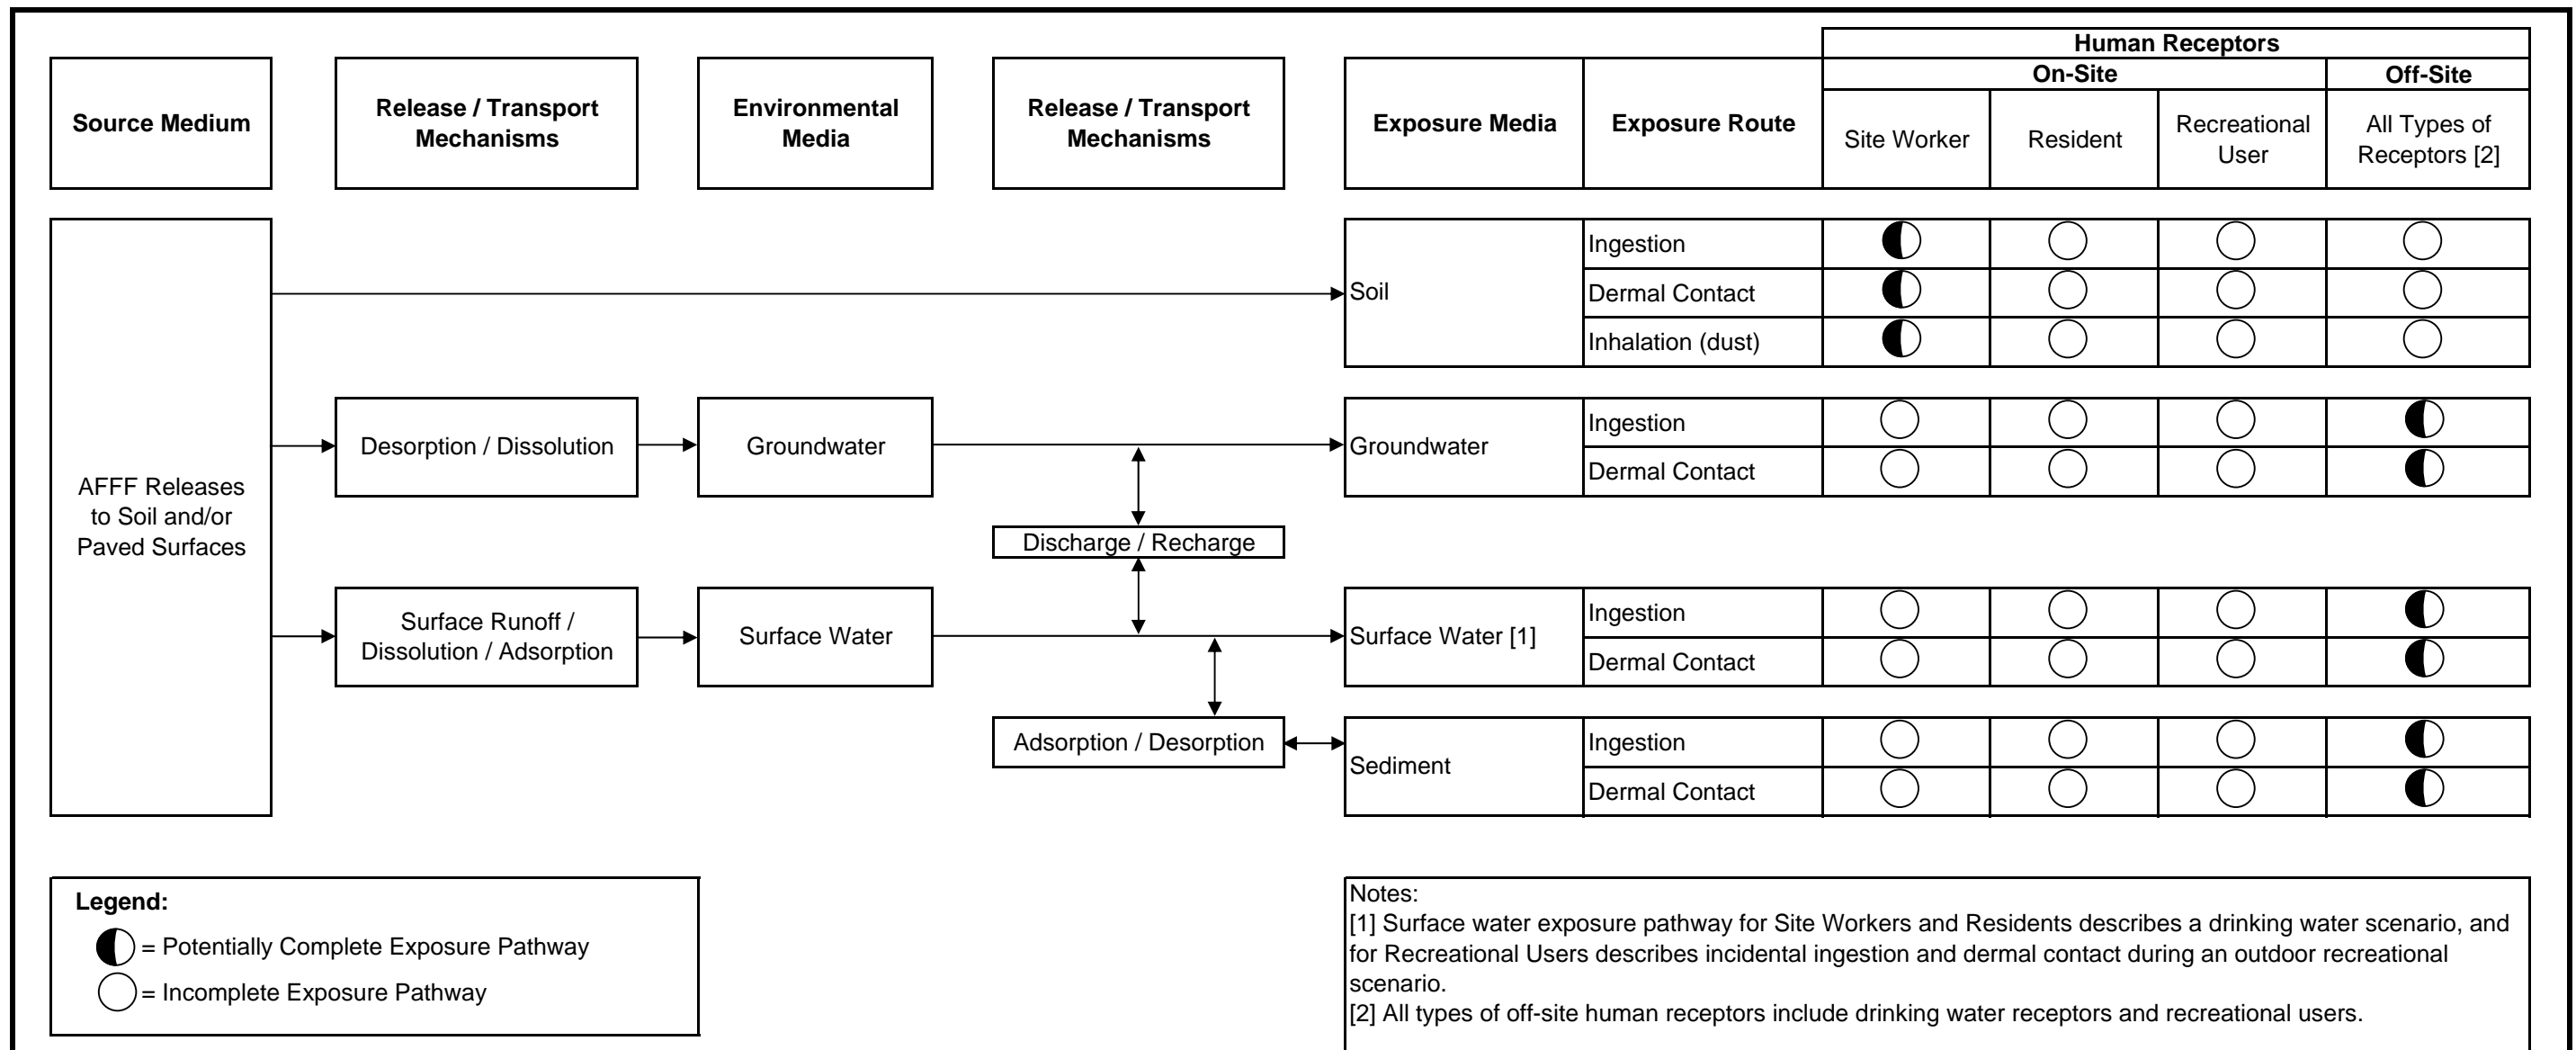 Human Receptors
On-Site
Off-Site
Source Medium
Release / Transport
Mechanisms
Environmental
Media
Release / Transport
Mechanisms
Exposure Media
Exposure Route
Site Worker
Resident
Recreational
User
All Types of
Receptors [2]
AFFF Releases
to Soil and/or
Paved Surfaces
Soil
Ingestion
Dermal Contact
Inhalation (dust)
Desorption / Dissolution
Groundwater
Groundwater
Ingestion
Dermal Contact
Discharge / Recharge
Surface Runoff /
Dissolution / Adsorption
Surface Water
Surface Water [1]
Ingestion
Dermal Contact
Adsorption / Desorption
Sediment
Ingestion
Dermal Contact
Legend:
= Potentially Complete Exposure Pathway
= Incomplete Exposure Pathway
Notes:
[1] Surface water exposure pathway for Site Workers and Residents describes a drinking water scenario, and
for Recreational Users describes incidental ingestion and dermal contact during an outdoor recreational
scenario.
[2] All types of off-site human receptors include drinking water receptors and recreational users.